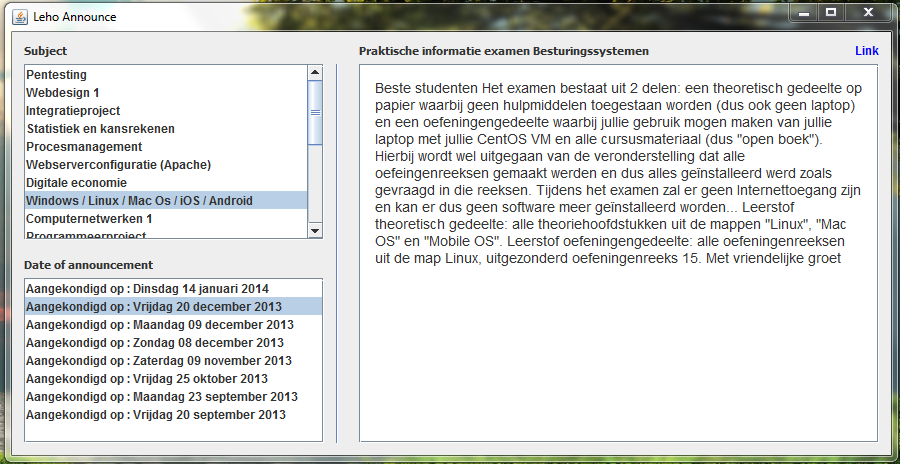 Leho Announce
Subject
Pentesting
Webdesign 1
Integratieproject
Statistiek en kansrekenen
Procesmanagement
Webserverconfiguratie (Apache)
Digitale economie
Windows / Linux / Mac Os / iOS / Android
Computernetwerken 1
Programmeerproject
Date of announcement
Aangekondigd op : Dinsdag 14 januari 2014
Aangekondigd op : Vrijdag 20 december 2013
Aangekondigd op : Maandag 09 december 2013
Aangekondigd op : Zondag 08 december 2013
Aangekondigd op : Zaterdag 09 november 2013
Aangekondigd op : Vrijdag 25 oktober 2013
Aangekondigd op : Maandag 23 september 2013
Aangekondigd op : Vrijdag 20 september 2013
Praktische informatie examen Besturingssystemen
Link
Beste studenten Het examen bestaat uit 2 delen: een theoretisch gedeelte op
papier waarbij geen hulpmiddelen toegestaan worden (dus ook geen laptop)
en een oefeningengedeelte waarbij jullie gebruik mogen maken van jullie
laptop met jullie CentOS VM en alle cursusmateriaal (dus "open boek").
Hierbij wordt wel uitgegaan van de veronderstelling dat alle
oefeingenreeksen gemaakt werden en dus alles geïnstalleerd werd zoals
gevraagd in die reeksen. Tijdens het examen zal er geen Internettoegang zijn
en kan er dus geen software meer geïnstalleerd worden... Leerstof
theoretisch gedeelte: alle theoriehoofdstukken uit de mappen "Linux", "Mac
OS" en "Mobile OS". Leerstof oefeningengedeelte: alle oefeningenreeksen
uit de map Linux, uitgezonderd oefeningenreeks 15. Met vriendelijke groet